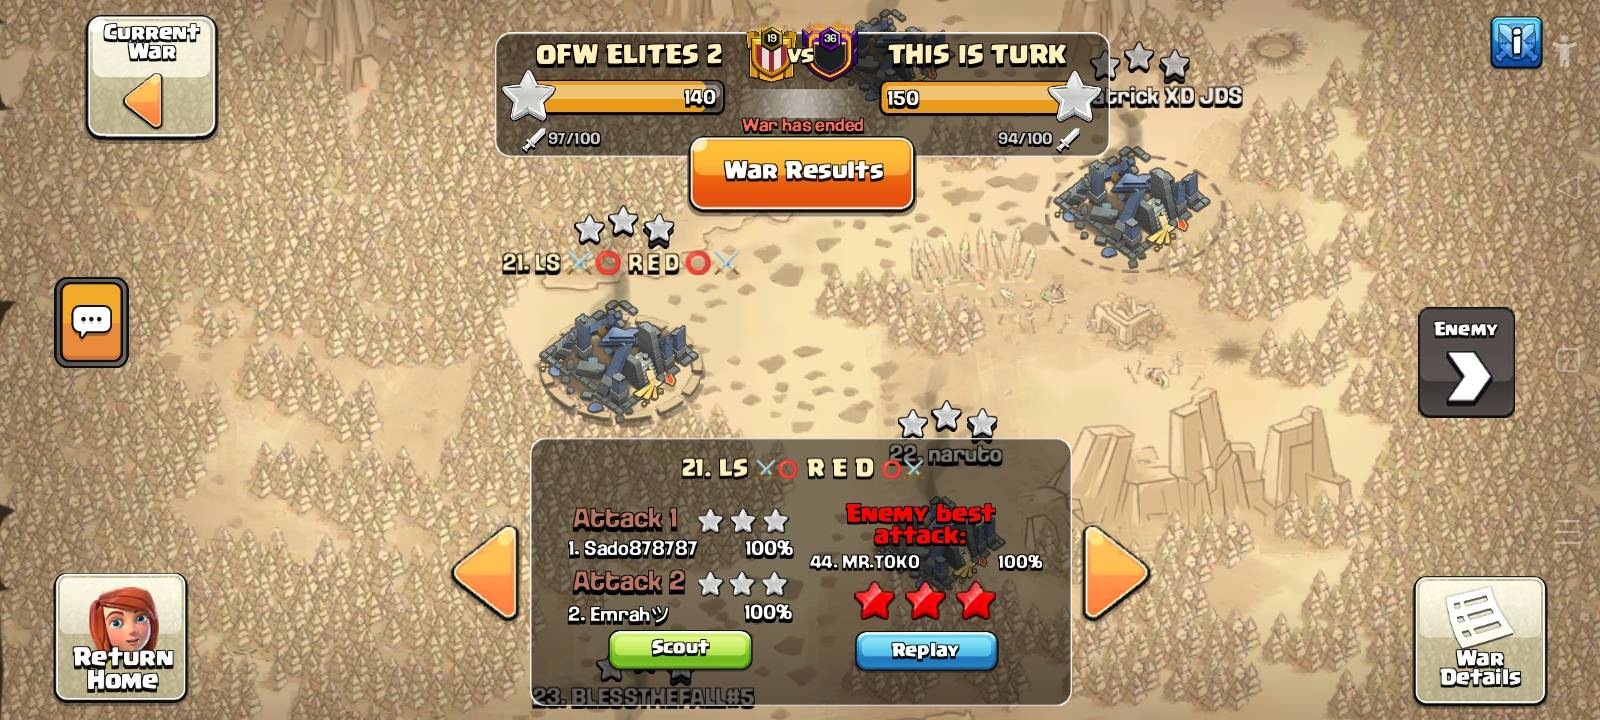 Current
War
OFW ELITES 2
19
VS
36
THIS IS TURK
140
150
War has ended
97/100
94/100
War Results
XD JDS
21. LS ⚔⭕ R E D ⭕⚔
Enemy
22. naruto
21. LS ⚔⭕ R E D ⭕⚔
Attack 1
1. Sado878787
100%
Attack 2
2. Emrahツ
100%
Scout
Enemy best
attack:
44. MR.TOKO
100%
Replay
23. BLESSTHEFALL#5
Return
Home
War
Details